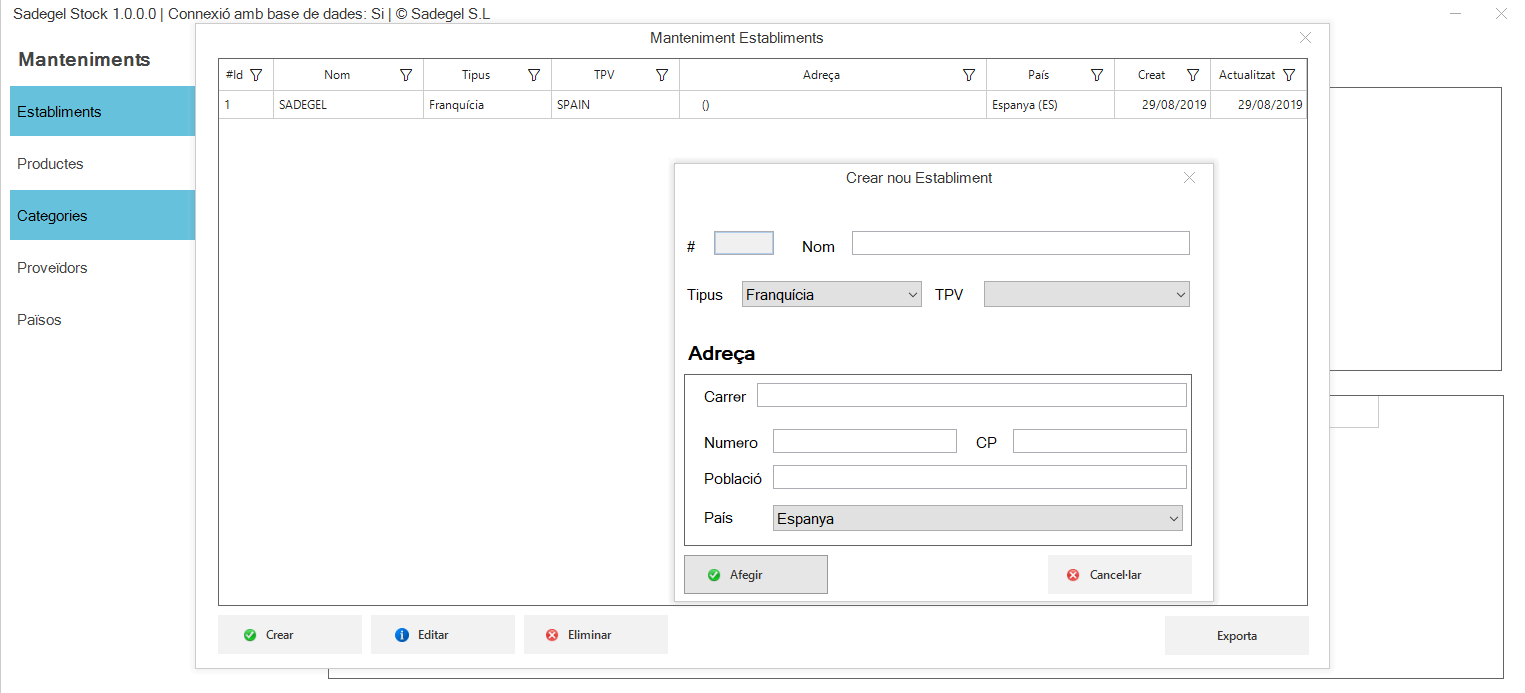 Sadegel Stock 1.0.0.0 | Connexió amb base de dades: Si | © Sadegel S.L
Manteniments
Establiments
Productes
Categories
Proveïdors
Països
Manteniment Establiments
#Id Nom Tipus TPV Adreça País Creat Actualitzat
1 SADEGEL Franquícia SPAIN () Espanya (ES) 29/08/2019 29/08/2019
Crear nou Establiment
# Nom
Tipus Franquícia TPV
Adreça
Carrer
Numero CP
Població
País Espanya
Afegir Cancel·lar
Crear Editar Eliminar Exporta